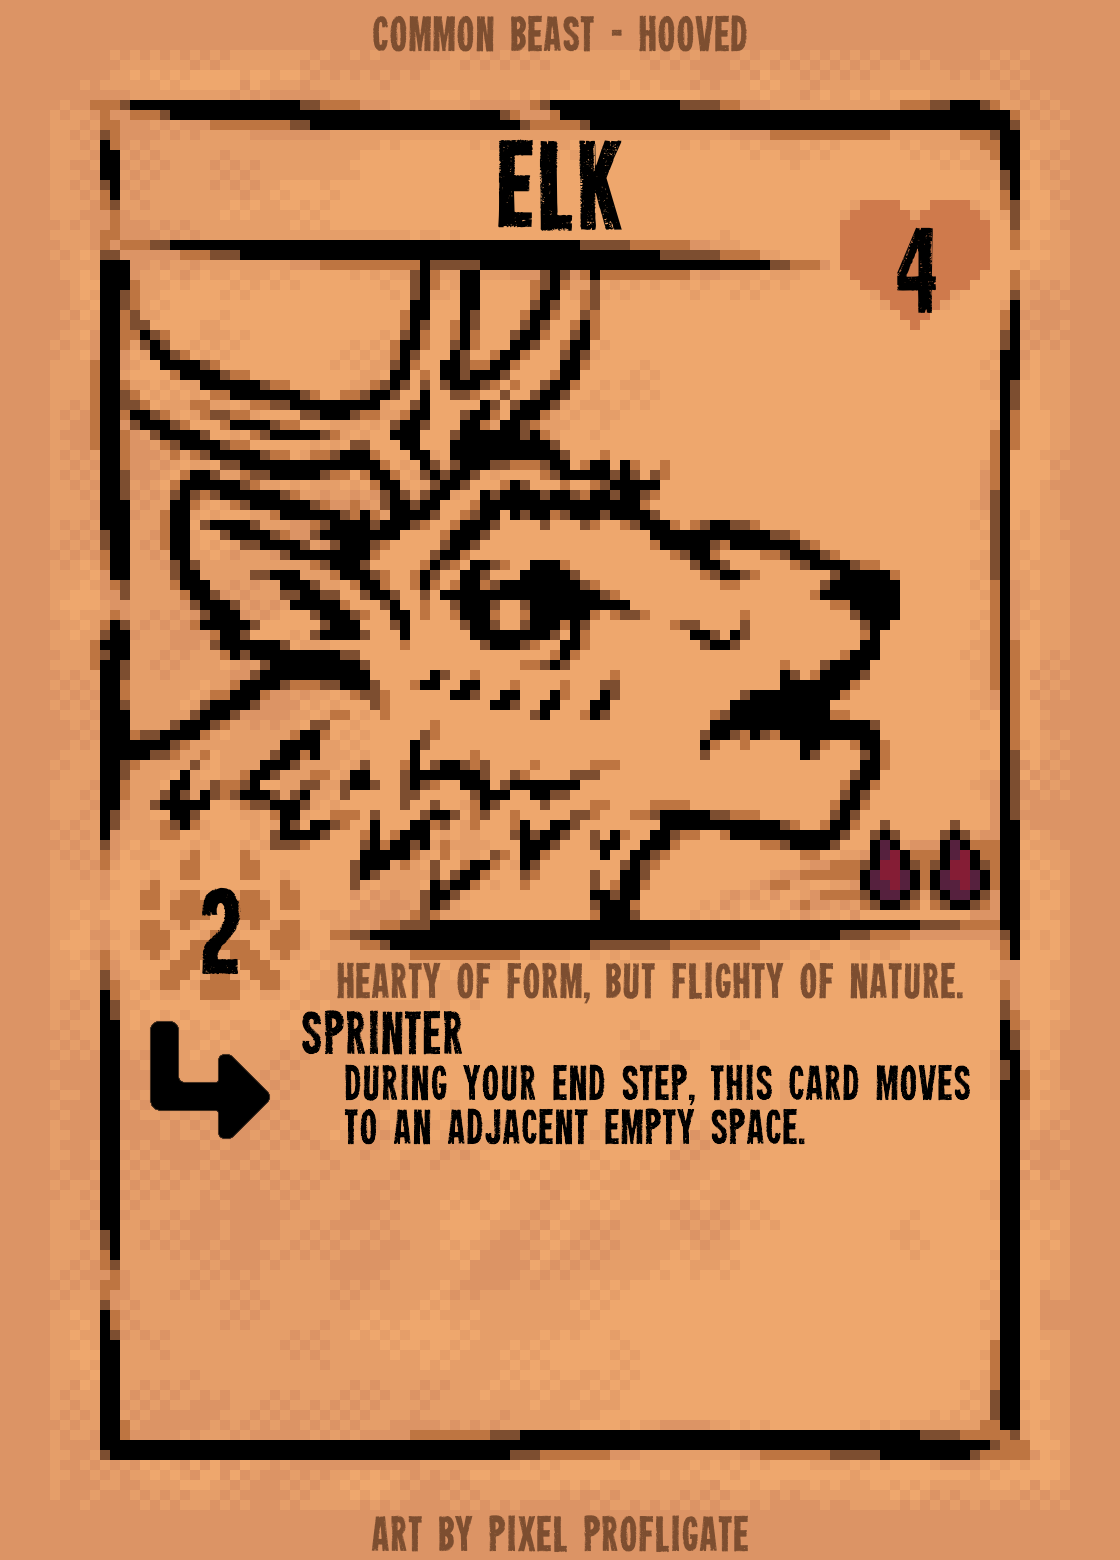 COMMON BEAST - HOOVED
ELK
4
2
HEARTY OF FORM, BUT FLIGHTY OF NATURE.
SPRINTER
DURING YOUR END STEP, THIS CARD MOVES
TO AN ADJACENT EMPTY SPACE.
ART BY PIXEL PROFLIGATE